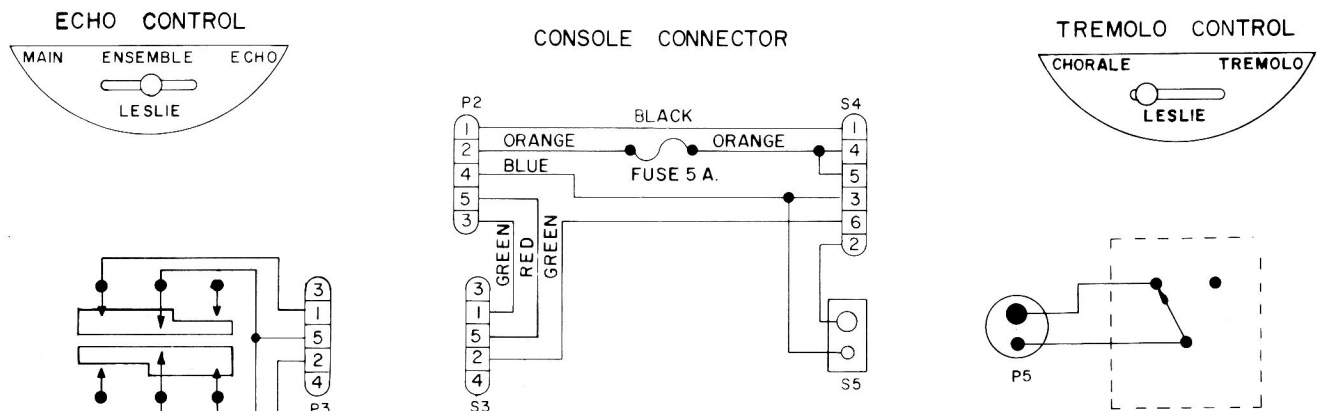 ECHO CONTROL
MAIN ENSEMBLE ECHO
LESLIE
CONSOLE CONNECTOR
TREMOLO CONTROL
CHORALE TREMOLO
LESLIE
P2
1
2
4
5
3
BLACK
ORANGE
ORANGE
FUSE 5 A.
BLUE
GREEN
RED
GREEN
S4
1
4
5
3
6
2
3
1
5
2
4
P3
3
1
5
2
4
S3
S5
P5